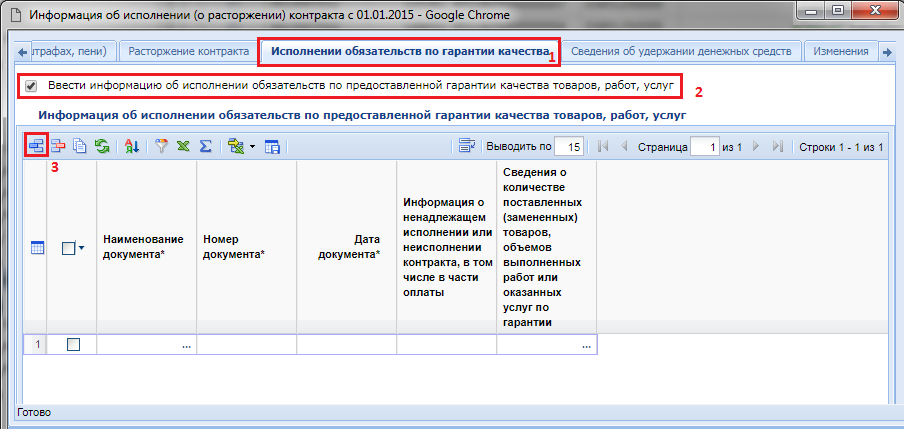 Информация об исполнении (о расторжении) контракта с 01.01.2015 - Google Chrome
штрафах, пени) Расторжение контракта Исполнении обязательств по гарантии качества Сведения об удержании денежных средств Изменения
1
Ввести информацию об исполнении обязательств по предоставленной гарантии качества товаров, работ, услуг
2
Информация об исполнении обязательств по предоставленной гарантии качества товаров, работ, услуг
Выводить по 15 Страница 1 из 1 Строки 1 - 1 из 1
3
Наименование
документа*
Номер
документа*
Дата
документа*
Информация о
ненадлежащем
исполнении или
неисполнении
контракта, в том
числе в части
оплаты
Сведения о
количестве
поставленных
(замененных)
товаров,
объемов
выполненных
работ или
оказанных
услуг по
гарантии
1 ... ...
Готово